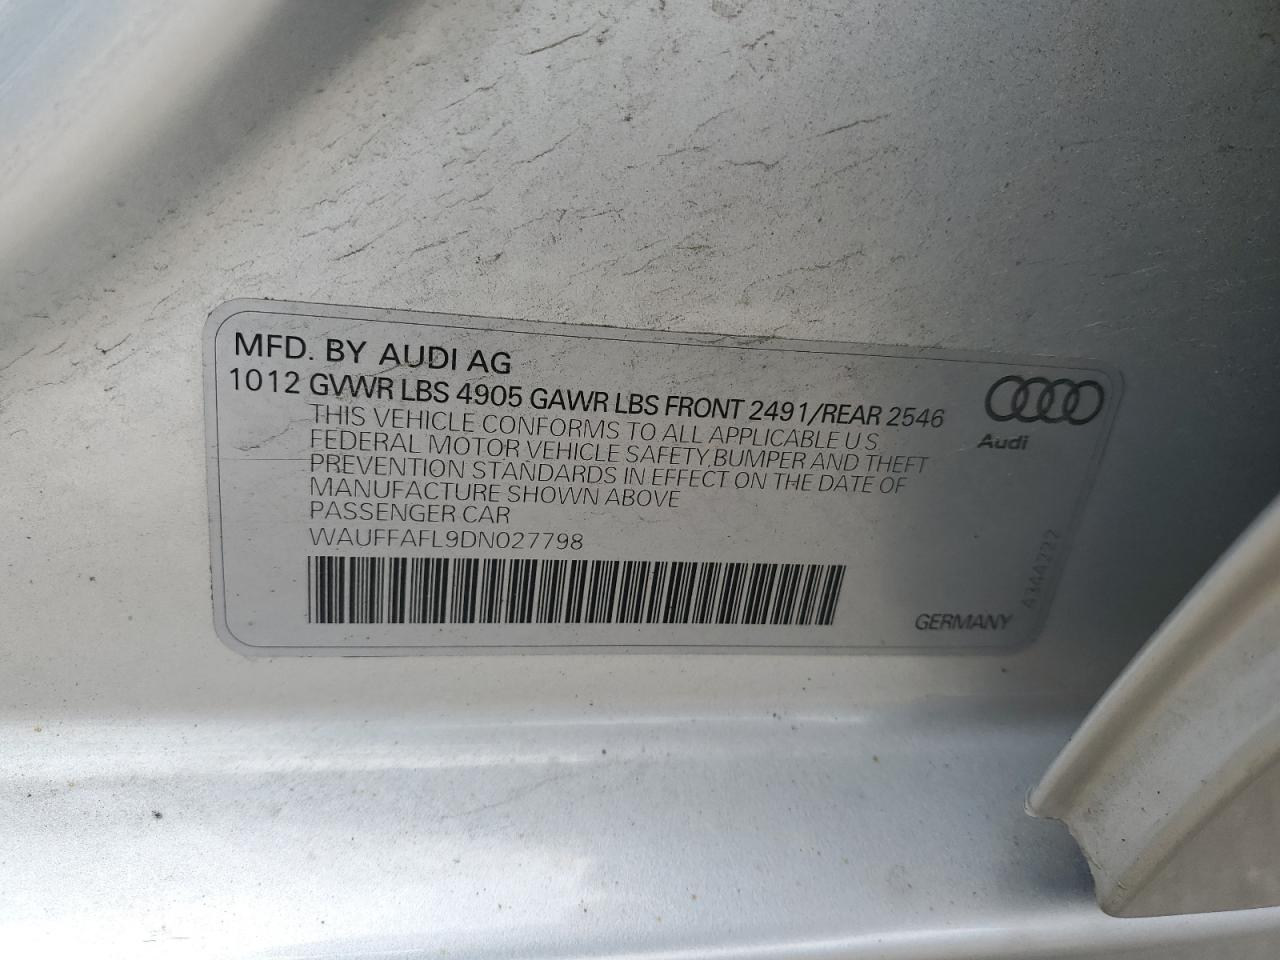 MFD. BY AUDI AG
1012 GVWR LBS 4905 GAWR LBS FRONT 2491/REAR 2546
THIS VEHICLE CONFORMS TO ALL APPLICABLE U S
FEDERAL MOTOR VEHICLE SAFETY,BUMPER AND THEFT
PREVENTION STANDARDS IN EFFECT ON THE DATE OF
MANUFACTURE SHOWN ABOVE
PASSENGER CAR
WAUFFAFL9DN027798
Audi
GERMANY